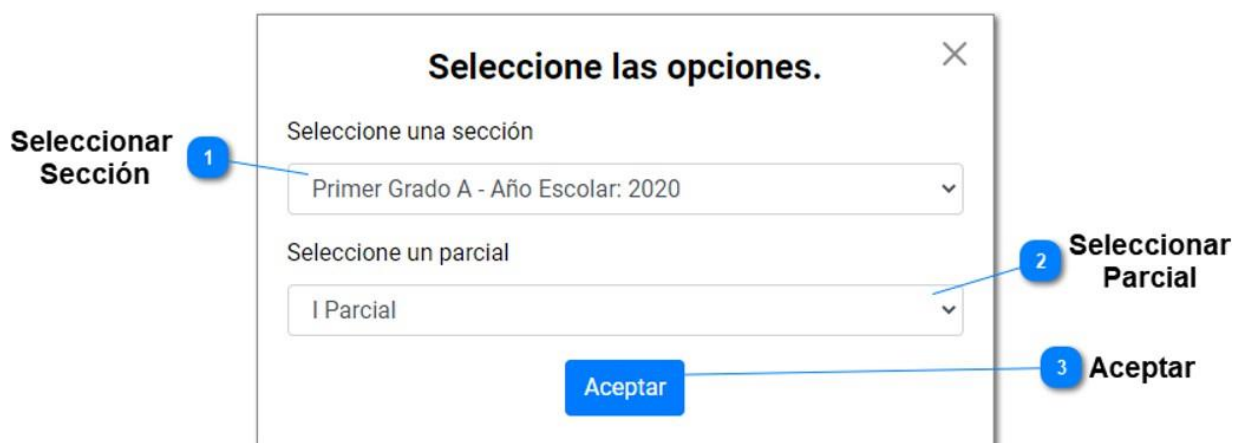 Seleccione las opciones.
Seleccionar
Sección
1
Seleccione una sección
Primer Grado A - Año Escolar: 2020
Seleccione un parcial
2
Seleccionar
Parcial
I Parcial
Aceptar
3
Aceptar